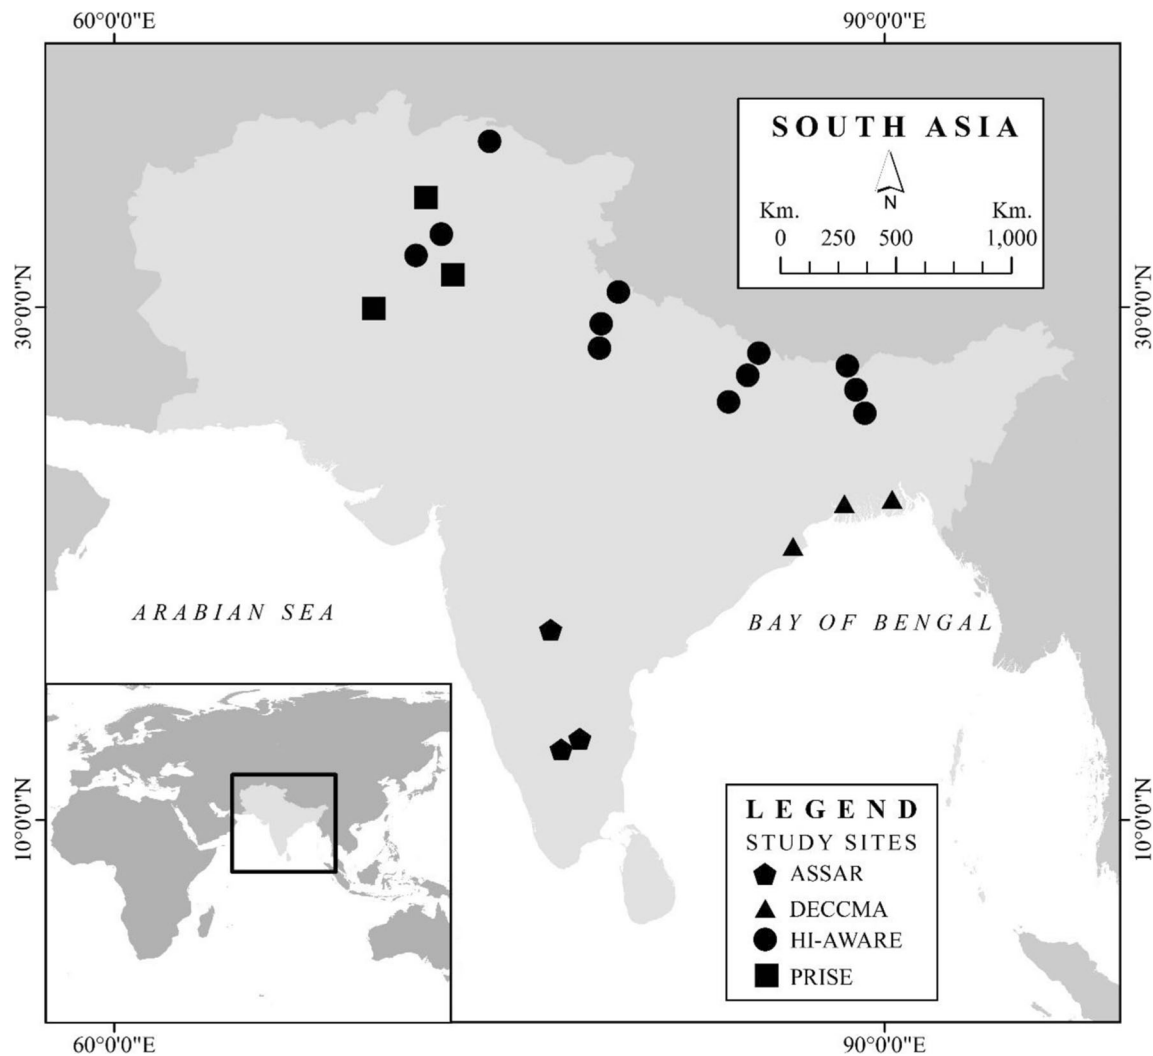 60°0'0"E 90°0'0"E
SOUTH ASIA
N
Km. Km.
0 250 500 1,000
30°0'0"N 30°0'0"N
ARABIAN SEA
BAY OF BENGAL
10°0'0"N 10°0'0"N
LEGEND
STUDY SITES
ASSAR
DECCMA
HI-AWARE
PRISE
60°0'0"E 90°0'0"E